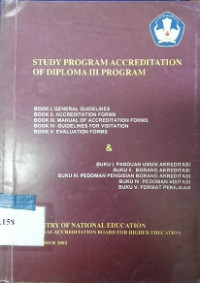 STUDY PROGRAM ACCREDITATION
OF DIPLOMA III PROGRAM
BOOK I. GENERAL GUIDELINES
BOOK II. ACCREDITATION FORMS
BOOK III. MANUAL OF ACCREDITATION FORMS
BOOK IV. GUIDELINES FOR VISITATION
BOOK V. EVALUATION FORMS
&
BUKU I. PANDUAN UMUM AKREDITASI
BUKU II. BORANG AKREDITASI
BUKU III. PEDOMAN PENGISIAN BORANG AKREDITASI
BUKU IV. PEDOMAN VISITASI
BUKU V. FORMAT PENILAIAN
158
TRY OF NATIONAL EDUCATION
ACCREDITATION BOARD FOR HIGHER EDUCATION
2002